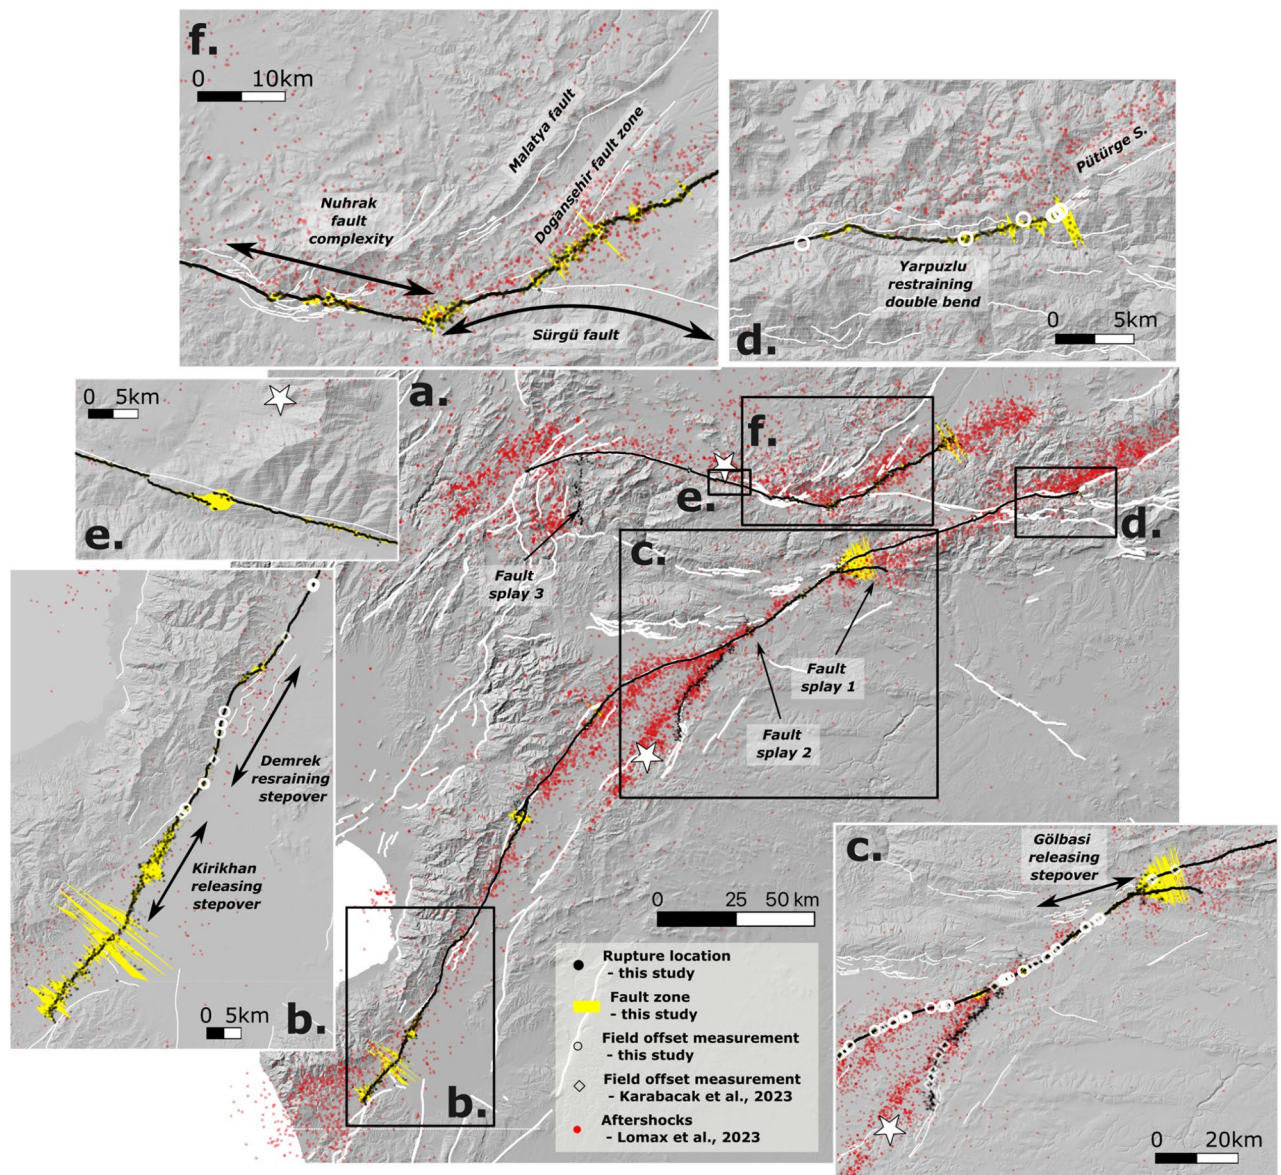 f.
0 10km
Malatya fault
Dogansehir fault zone
Nuhrak
fault
complexity
Sürgü fault
Pütürge S.
Yarpuzlu
restraining
double bend
0 5km
d.
0 5km
e.
a.
f.
e.
d.
c.
Fault
splay 3
Fault
splay 1
Fault
splay 2
0 25 50 km
b.
Rupture location
- this study
Fault zone
- this study
Field offset measurement
- this study
Field offset measurement
- Karabacak et al., 2023
Aftershocks
- Lomax et al., 2023
Demrek
resraining
stepover
Kirikhan
releasing
stepover
0 5km
b.
c.
Gölbasi
releasing
stepover
0 20km